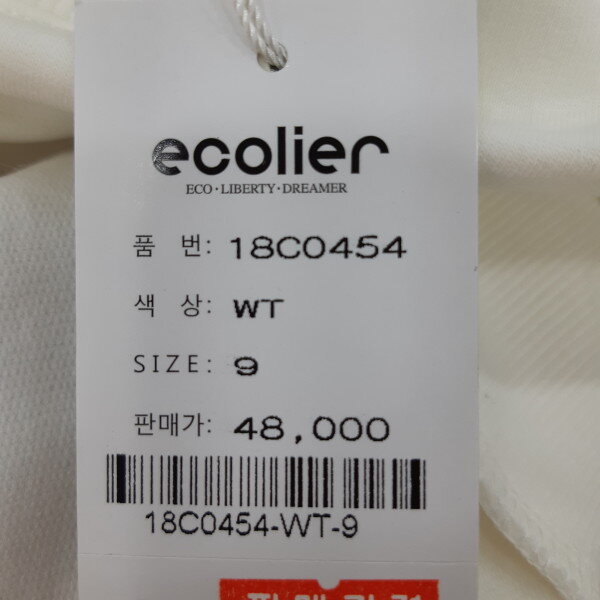 ecolier
ECO·LIBERTY·DREAMER
품 번: 18C0454
색 상: WT
SIZE: 9
판매가: 48,000
18C0454-WT-9